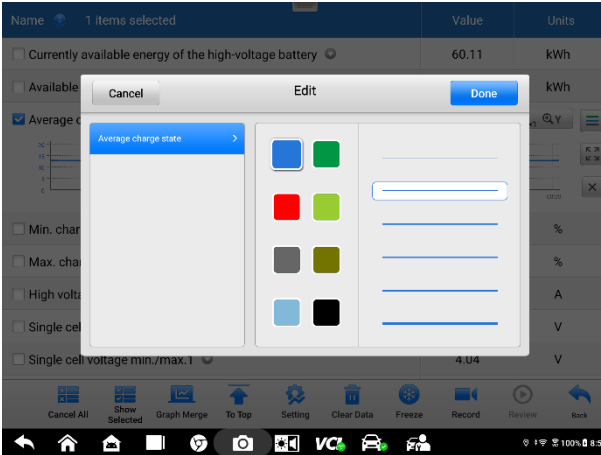 Name 1 items selected Value Units
Currently available energy of the high-voltage battery 60.11 kWh
Available kWh
Cancel Edit Done
Average c Y
Average charge state
Min. char %
Max. cha %
High volta A
Single cel V
Single cell voltage min./max.1 4.04 V
Cancel All Show Selected Graph Merge To Top Setting Clear Data Freeze Record Review Back
VCI 100% 8:5